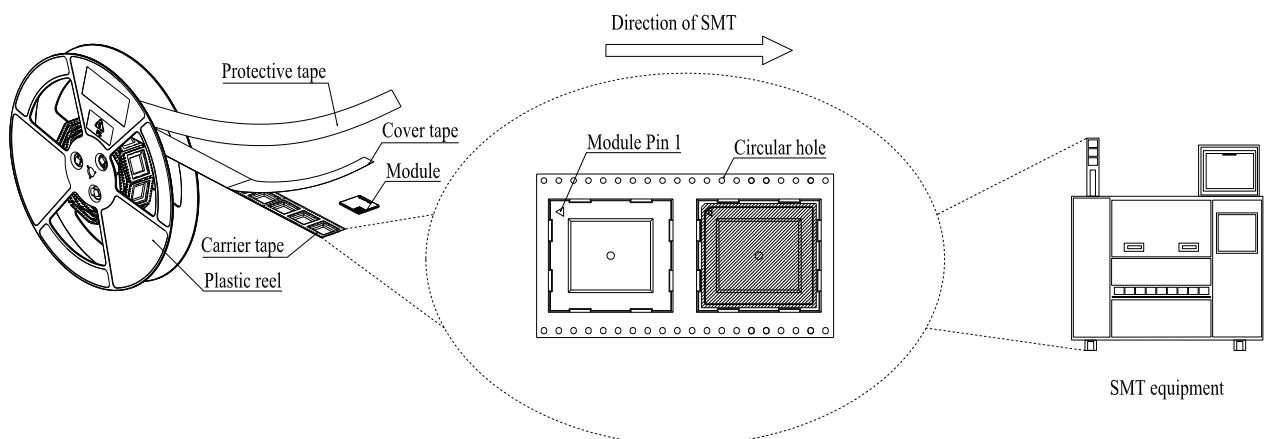 Direction of SMT
Protective tape
Cover tape
Module
Module Pin 1
Circular hole
Carrier tape
Plastic reel
SMT equipment